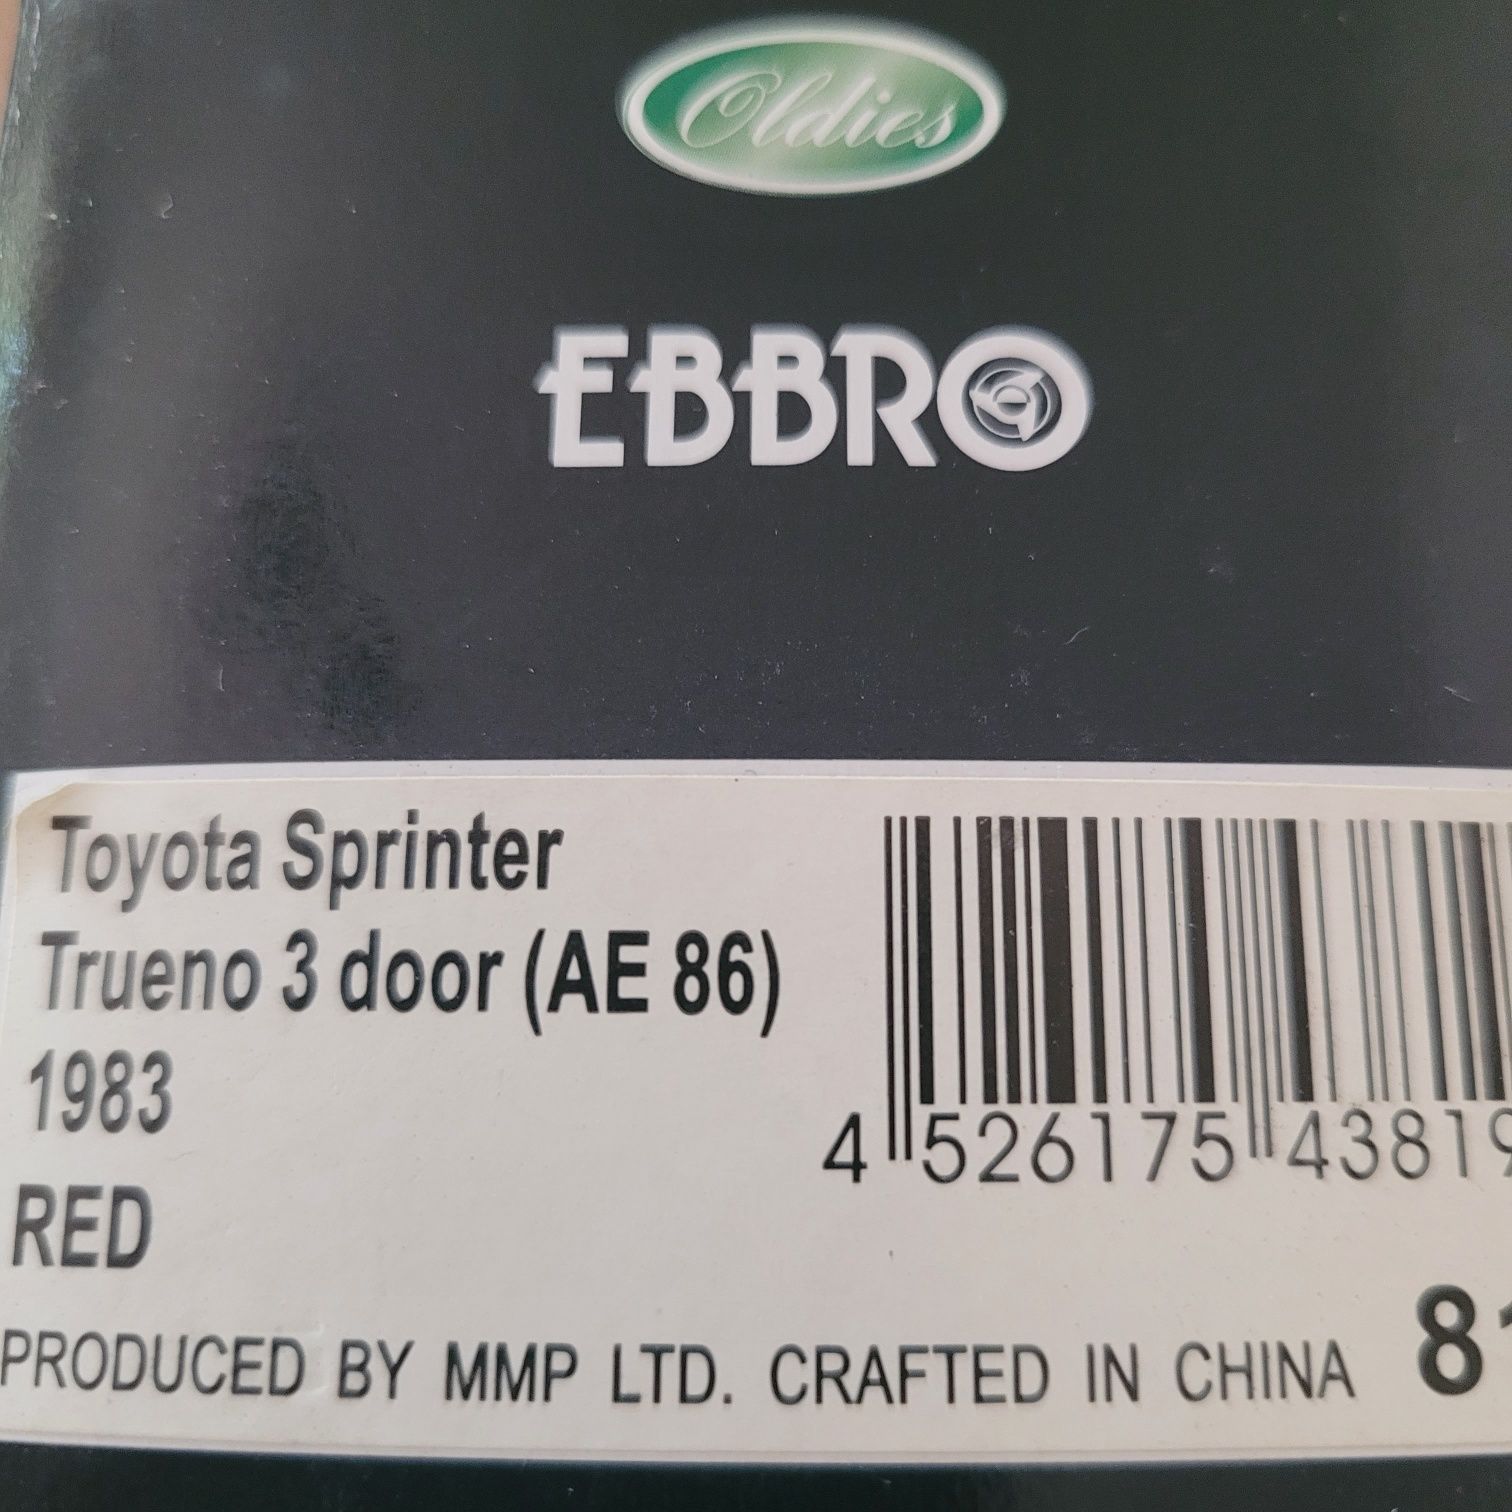 Oldies
EBBRO
Toyota Sprinter
Trueno 3 door (AE 86)
1983
RED
4 526175 43819
PRODUCED BY MMP LTD. CRAFTED IN CHINA 8